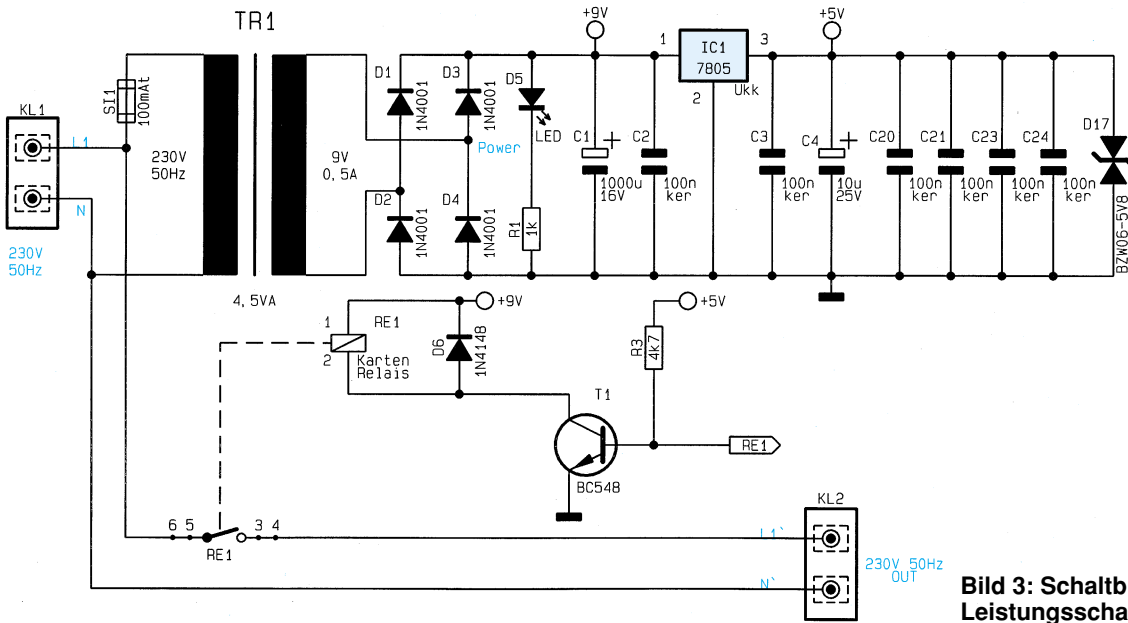 TR1
+9V
+5V
1
IC1
7805
3
2
Ukk
SI1
100mAt
KL1
L1
N
230V
50Hz
230V
50Hz
9V
0,5A
4,5VA
D1
1N4001
D3
1N4001
D2
1N4001
D4
1N4001
D5
LED
Power
R1
1k
C1
+
1000u
16V
C2
100n
ker
C3
100n
ker
C4
+
10u
25V
C20
100n
ker
C21
100n
ker
C23
100n
ker
C24
100n
ker
D17
BZW06-5V8
1
2
RE1
Karten
Relais
D6
1N4148
+9V
+5V
R3
4k7
T1
BC548
RE1
6 5
3 4
RE1
KL2
L1`
N`
230V 50Hz
OUT
Bild 3: Schaltb
Leistungsscha